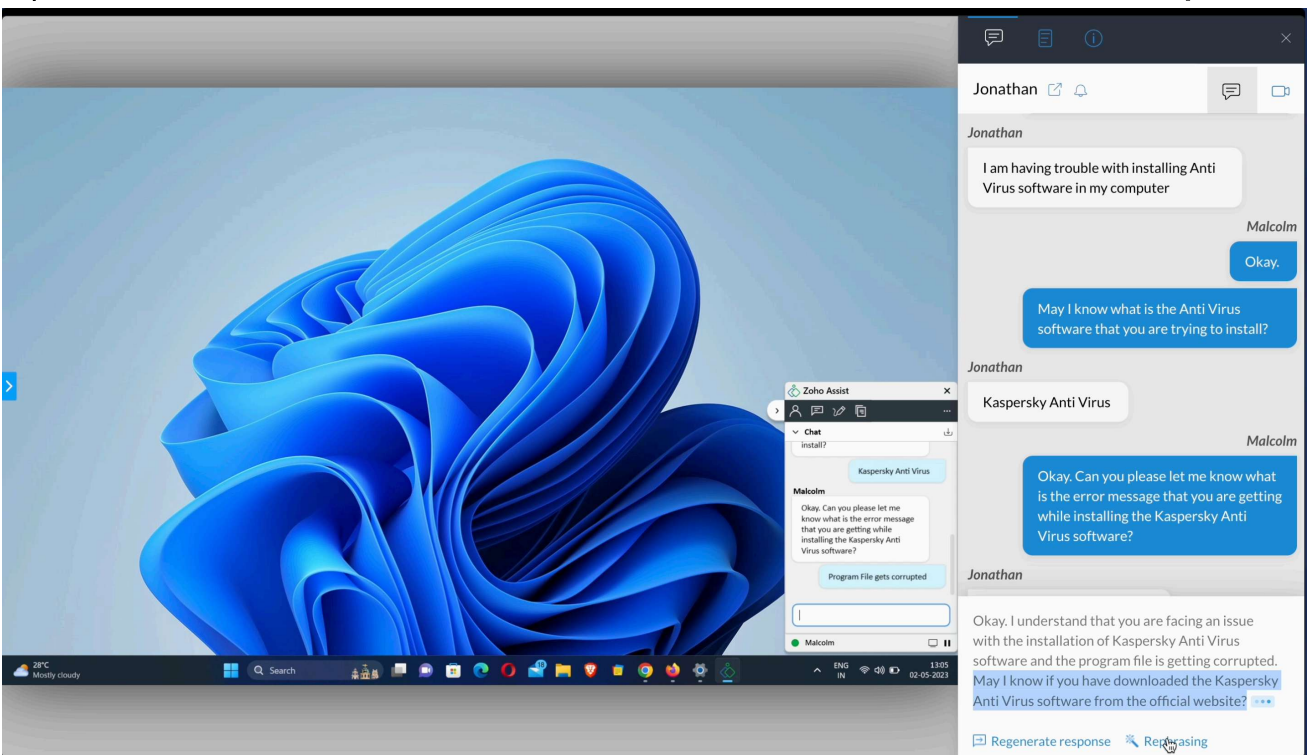 Jonathan
Jonathan
I am having trouble with installing Anti
Virus software in my computer
Malcolm
Okay.
May I know what is the Anti Virus
software that you are trying to install?
Jonathan
Kaspersky Anti Virus
Malcolm
Okay. Can you please let me know what
is the error message that you are getting
while installing the Kaspersky Anti
Virus software?
Jonathan
Okay. I understand that you are facing an issue
with the installation of Kaspersky Anti Virus
software and the program file is getting corrupted.
May I know if you have downloaded the Kaspersky
Anti Virus software from the official website?
Regenerate response Rephrasing
Zoho Assist
Chat
install?
Kaspersky Anti Virus
Malcolm
Okay. Can you please let me
know what is the error message
that you are getting while
installing the Kaspersky Anti
Virus software?
Program File gets corrupted
Malcolm
28°C
Mostly cloudy
Search
ENG
IN
13:05
02-05-2023